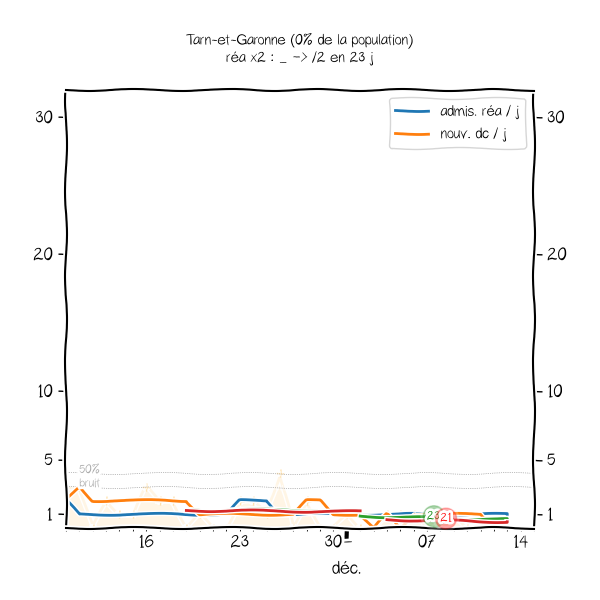 Tarn-et-Garonne (0% de la population)
réa x2 : _ -> /2 en 23 j
admis. réa / j
nouv. dc / j
30 30
20 20
10 10
5 5
50%
bruit
1 1
23 21
16 23 30 07 14
déc.